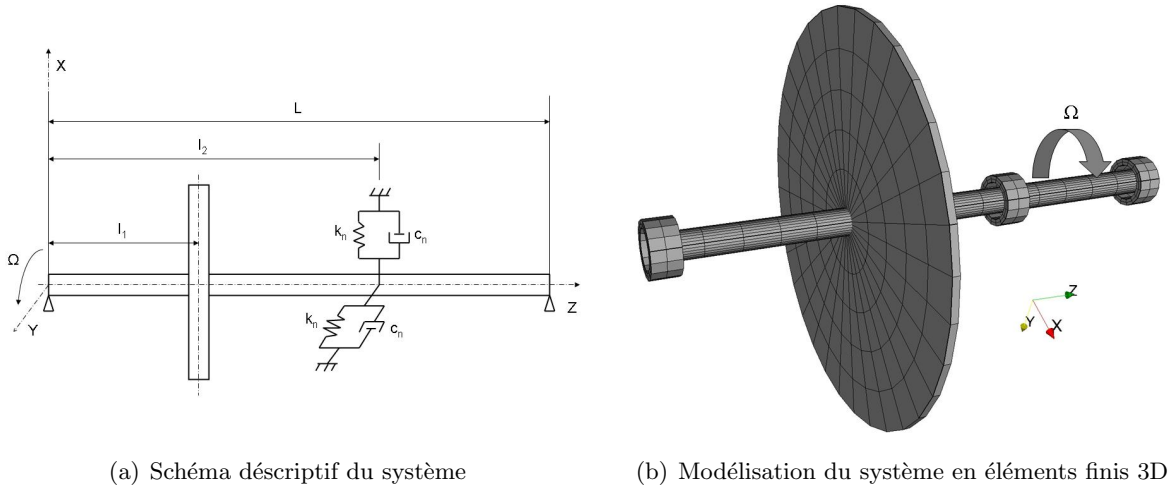 X
L
l₂
l₁
kₙ
cₙ
Ω
Y
Z
kₙ
cₙ
Ω
Z
Y
X
(a) Schéma déscriptif du système
(b) Modélisation du système en éléments finis 3D